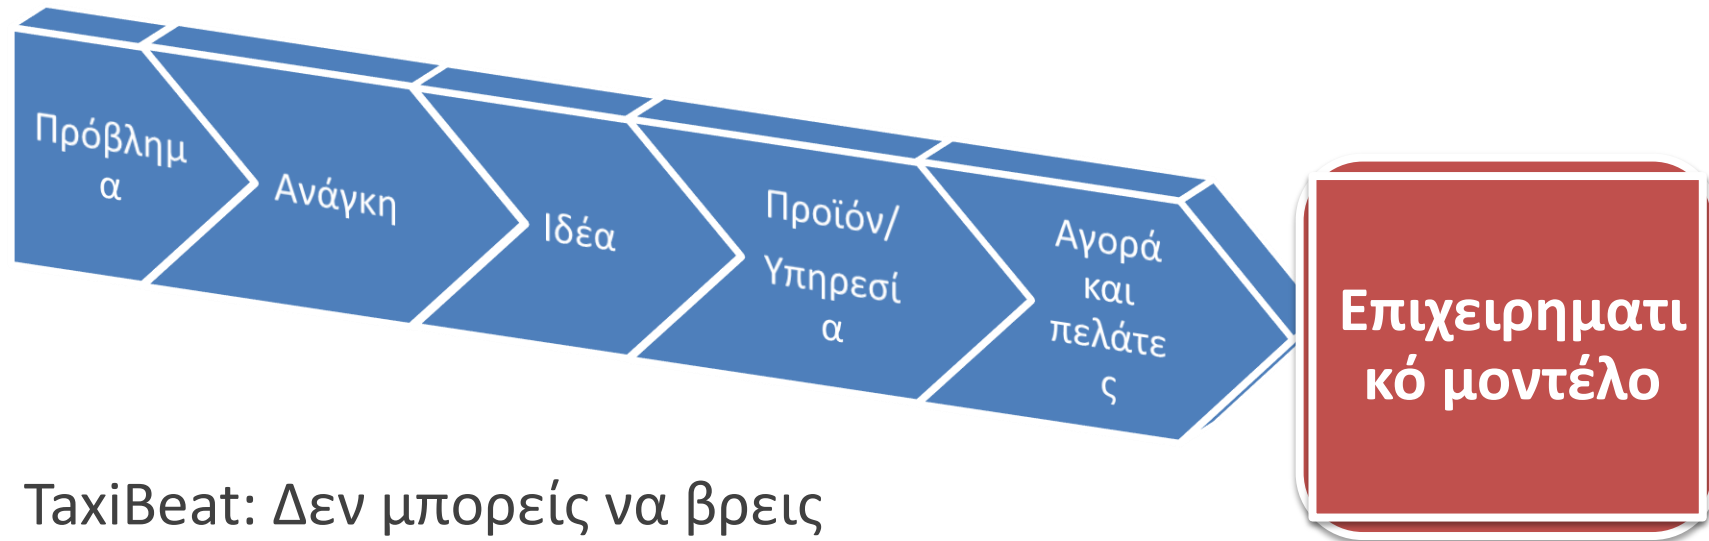 Πρόβλημ
α
Ανάγκη
Ιδέα
Προϊόν/
Υπηρεσί
α
Αγορά
και
πελάτε
ς
Επιχειρηματι
κό μοντέλο
TaxiBeat: Δεν μπορείς να βρεις